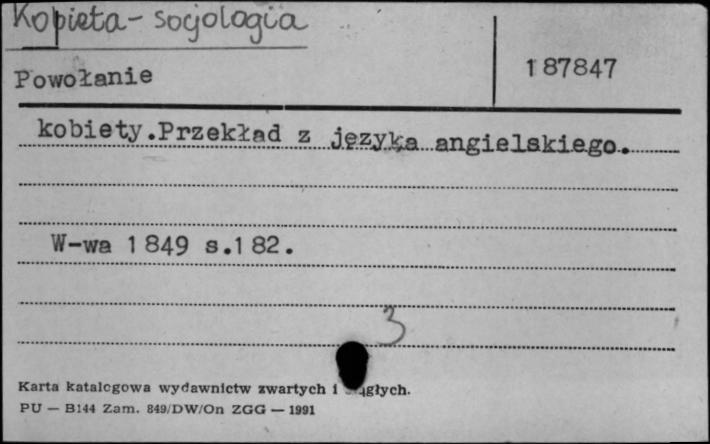 Kobieta - socjologia
Powołanie
187847
kobiety.Przekład z języka angielskiego.
W-wa 1849 s.182.
3
Karta katalogowa wydawnictw zwartych i
PU — B144 Zam. 849/DW/On ZGG — 1991